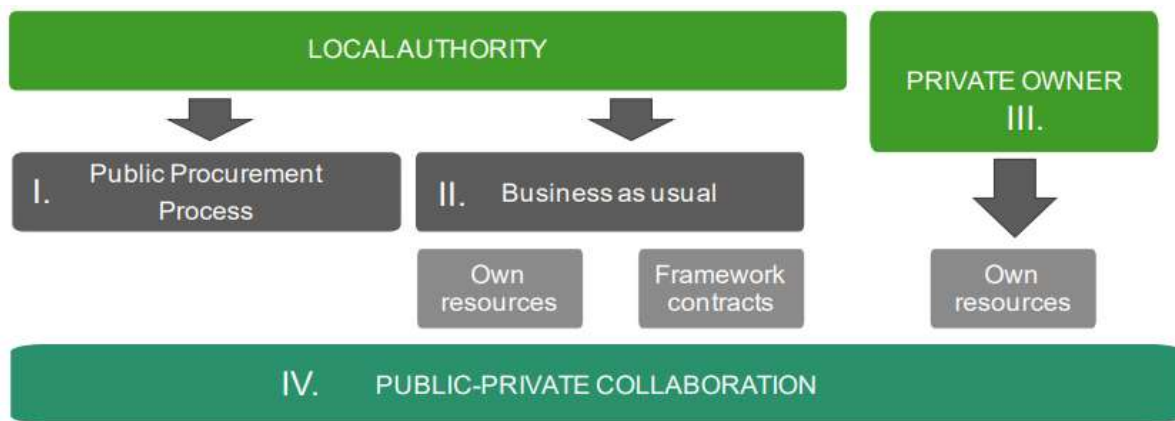 LOCALAUTHORITY
PRIVATE OWNER
III.
I. Public Procurement
Process
II. Business as usual
Own
resources
Framework
contracts
Own
resources
IV. PUBLIC-PRIVATE COLLABORATION